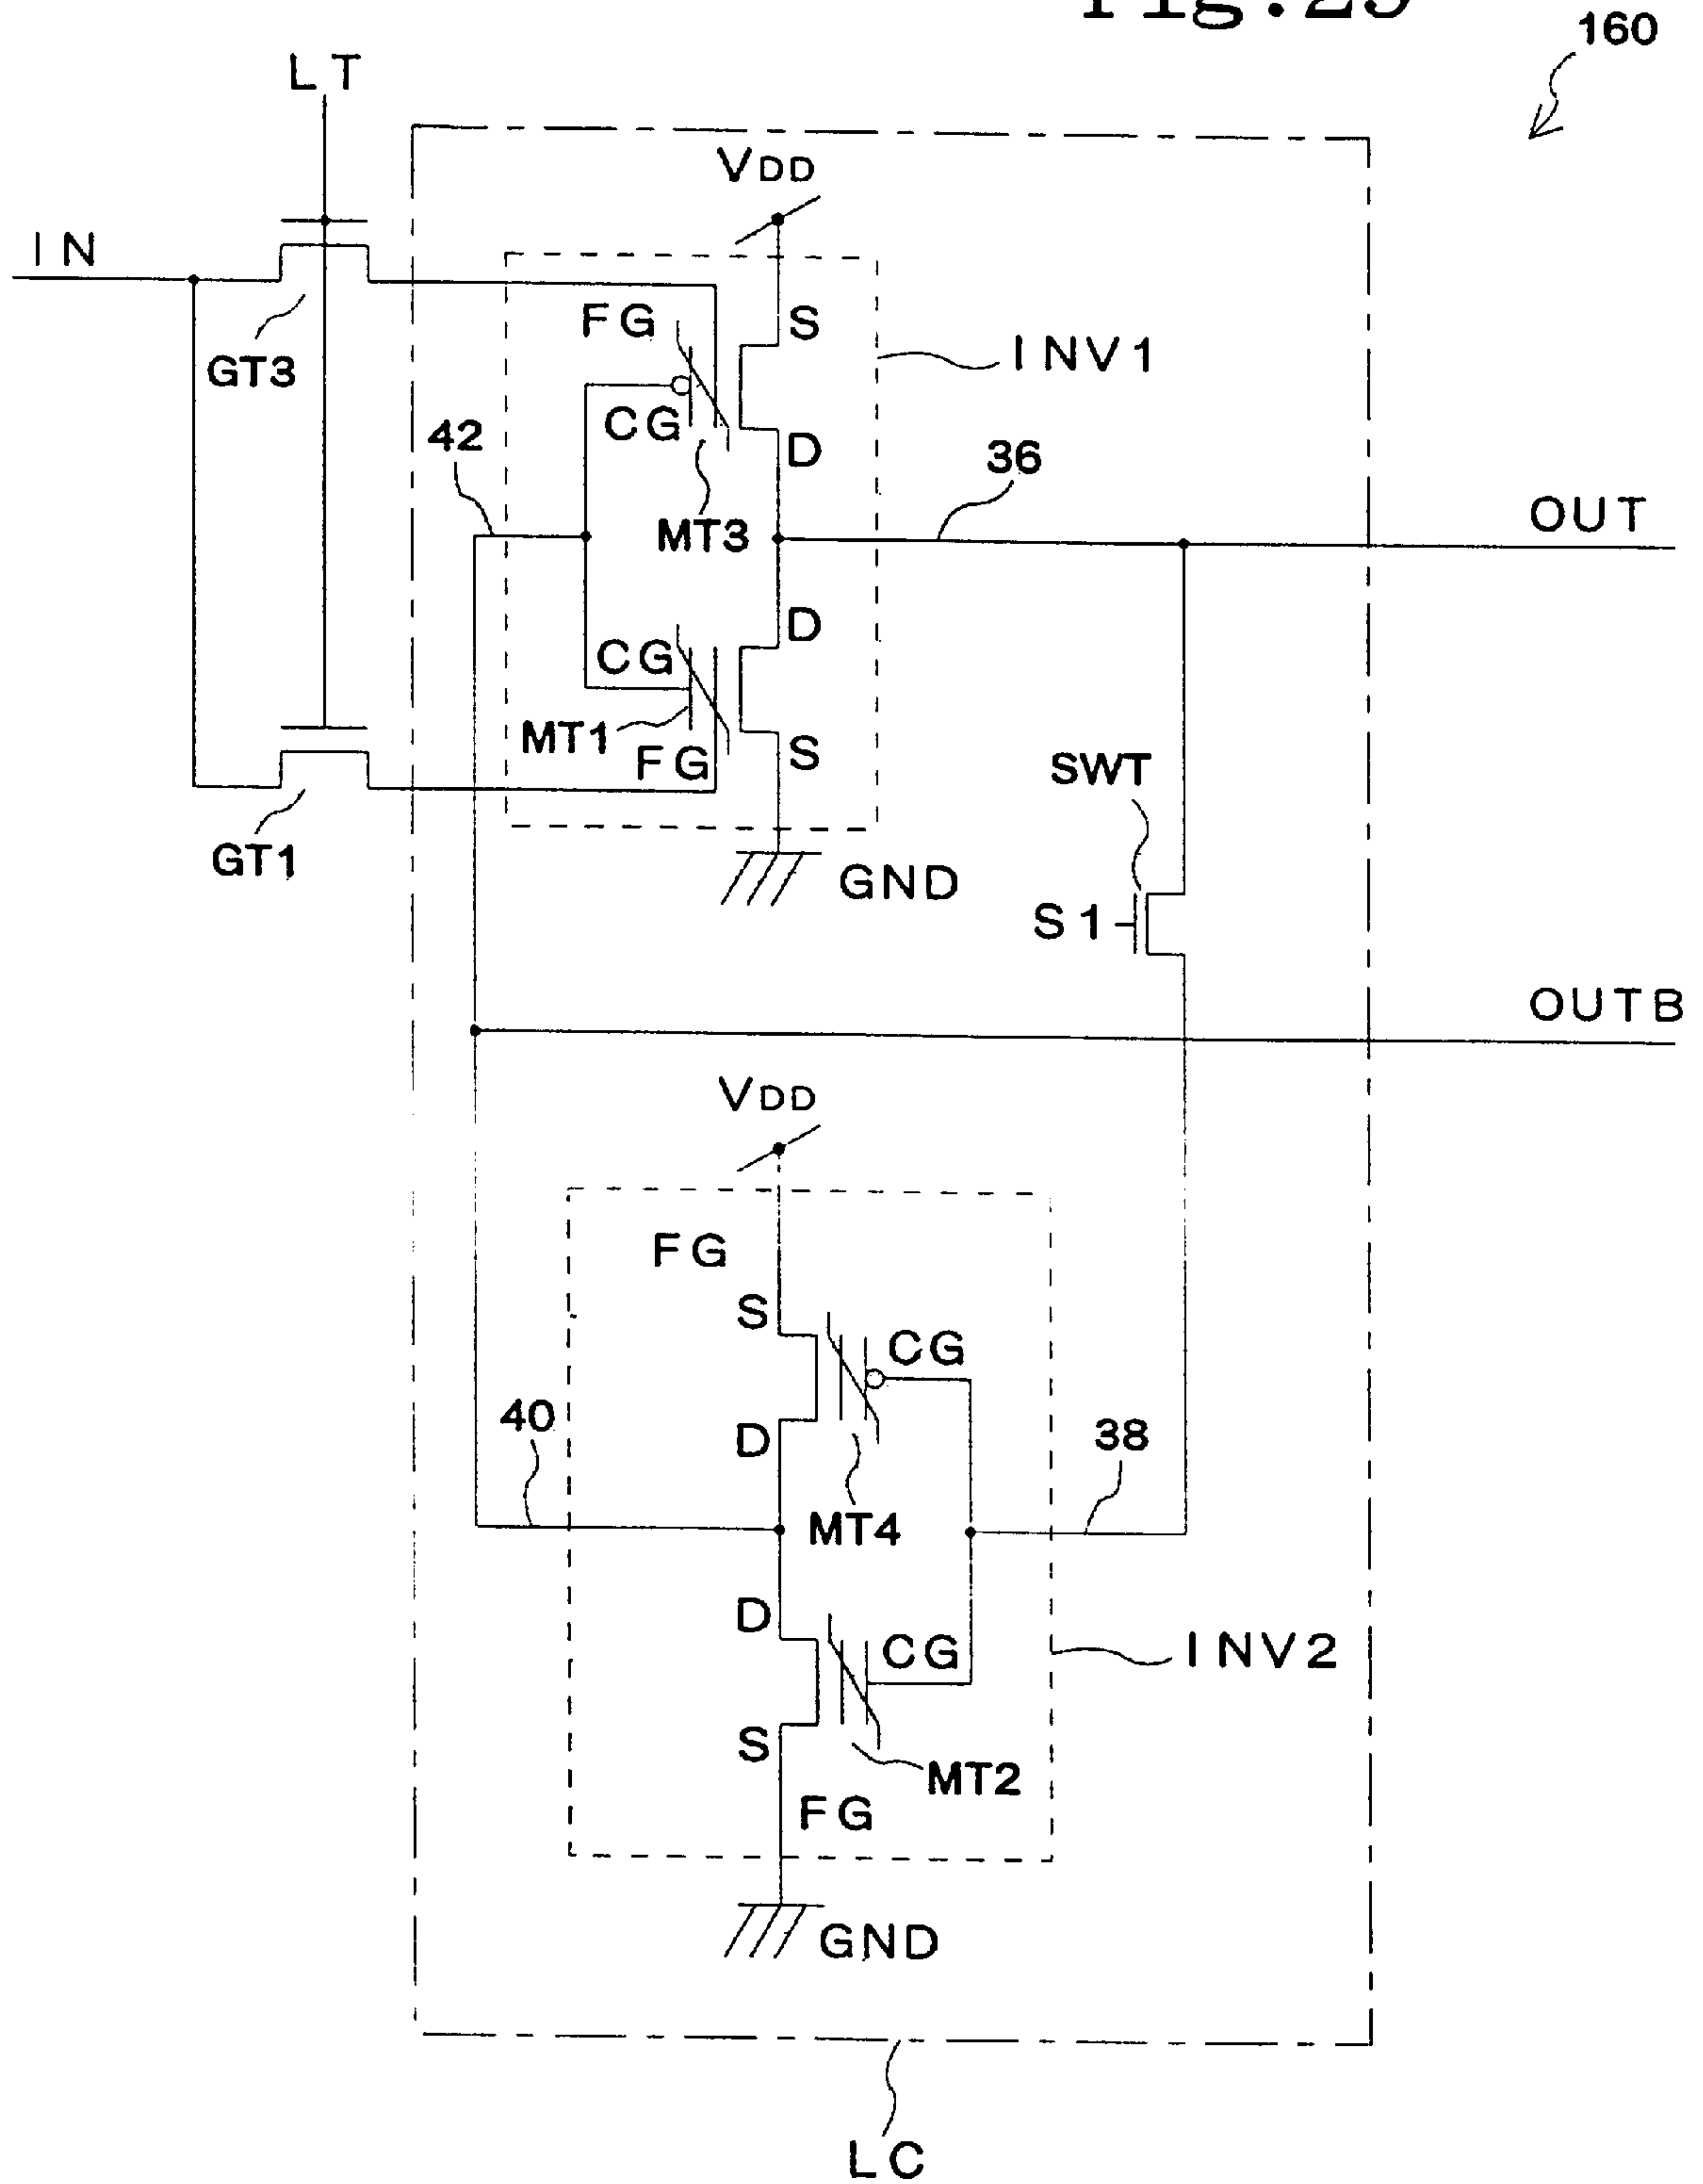 160
LT
VDD
IN
FG
S
INV1
GT3
CG
42
D
36
MT3
OUT
D
CG
MT1
FG
S
SWT
GT1
GND
S1
OUTB
VDD
FG
S
CG
40
D
38
MT4
D
CG
INV2
S
MT2
FG
GND
LC